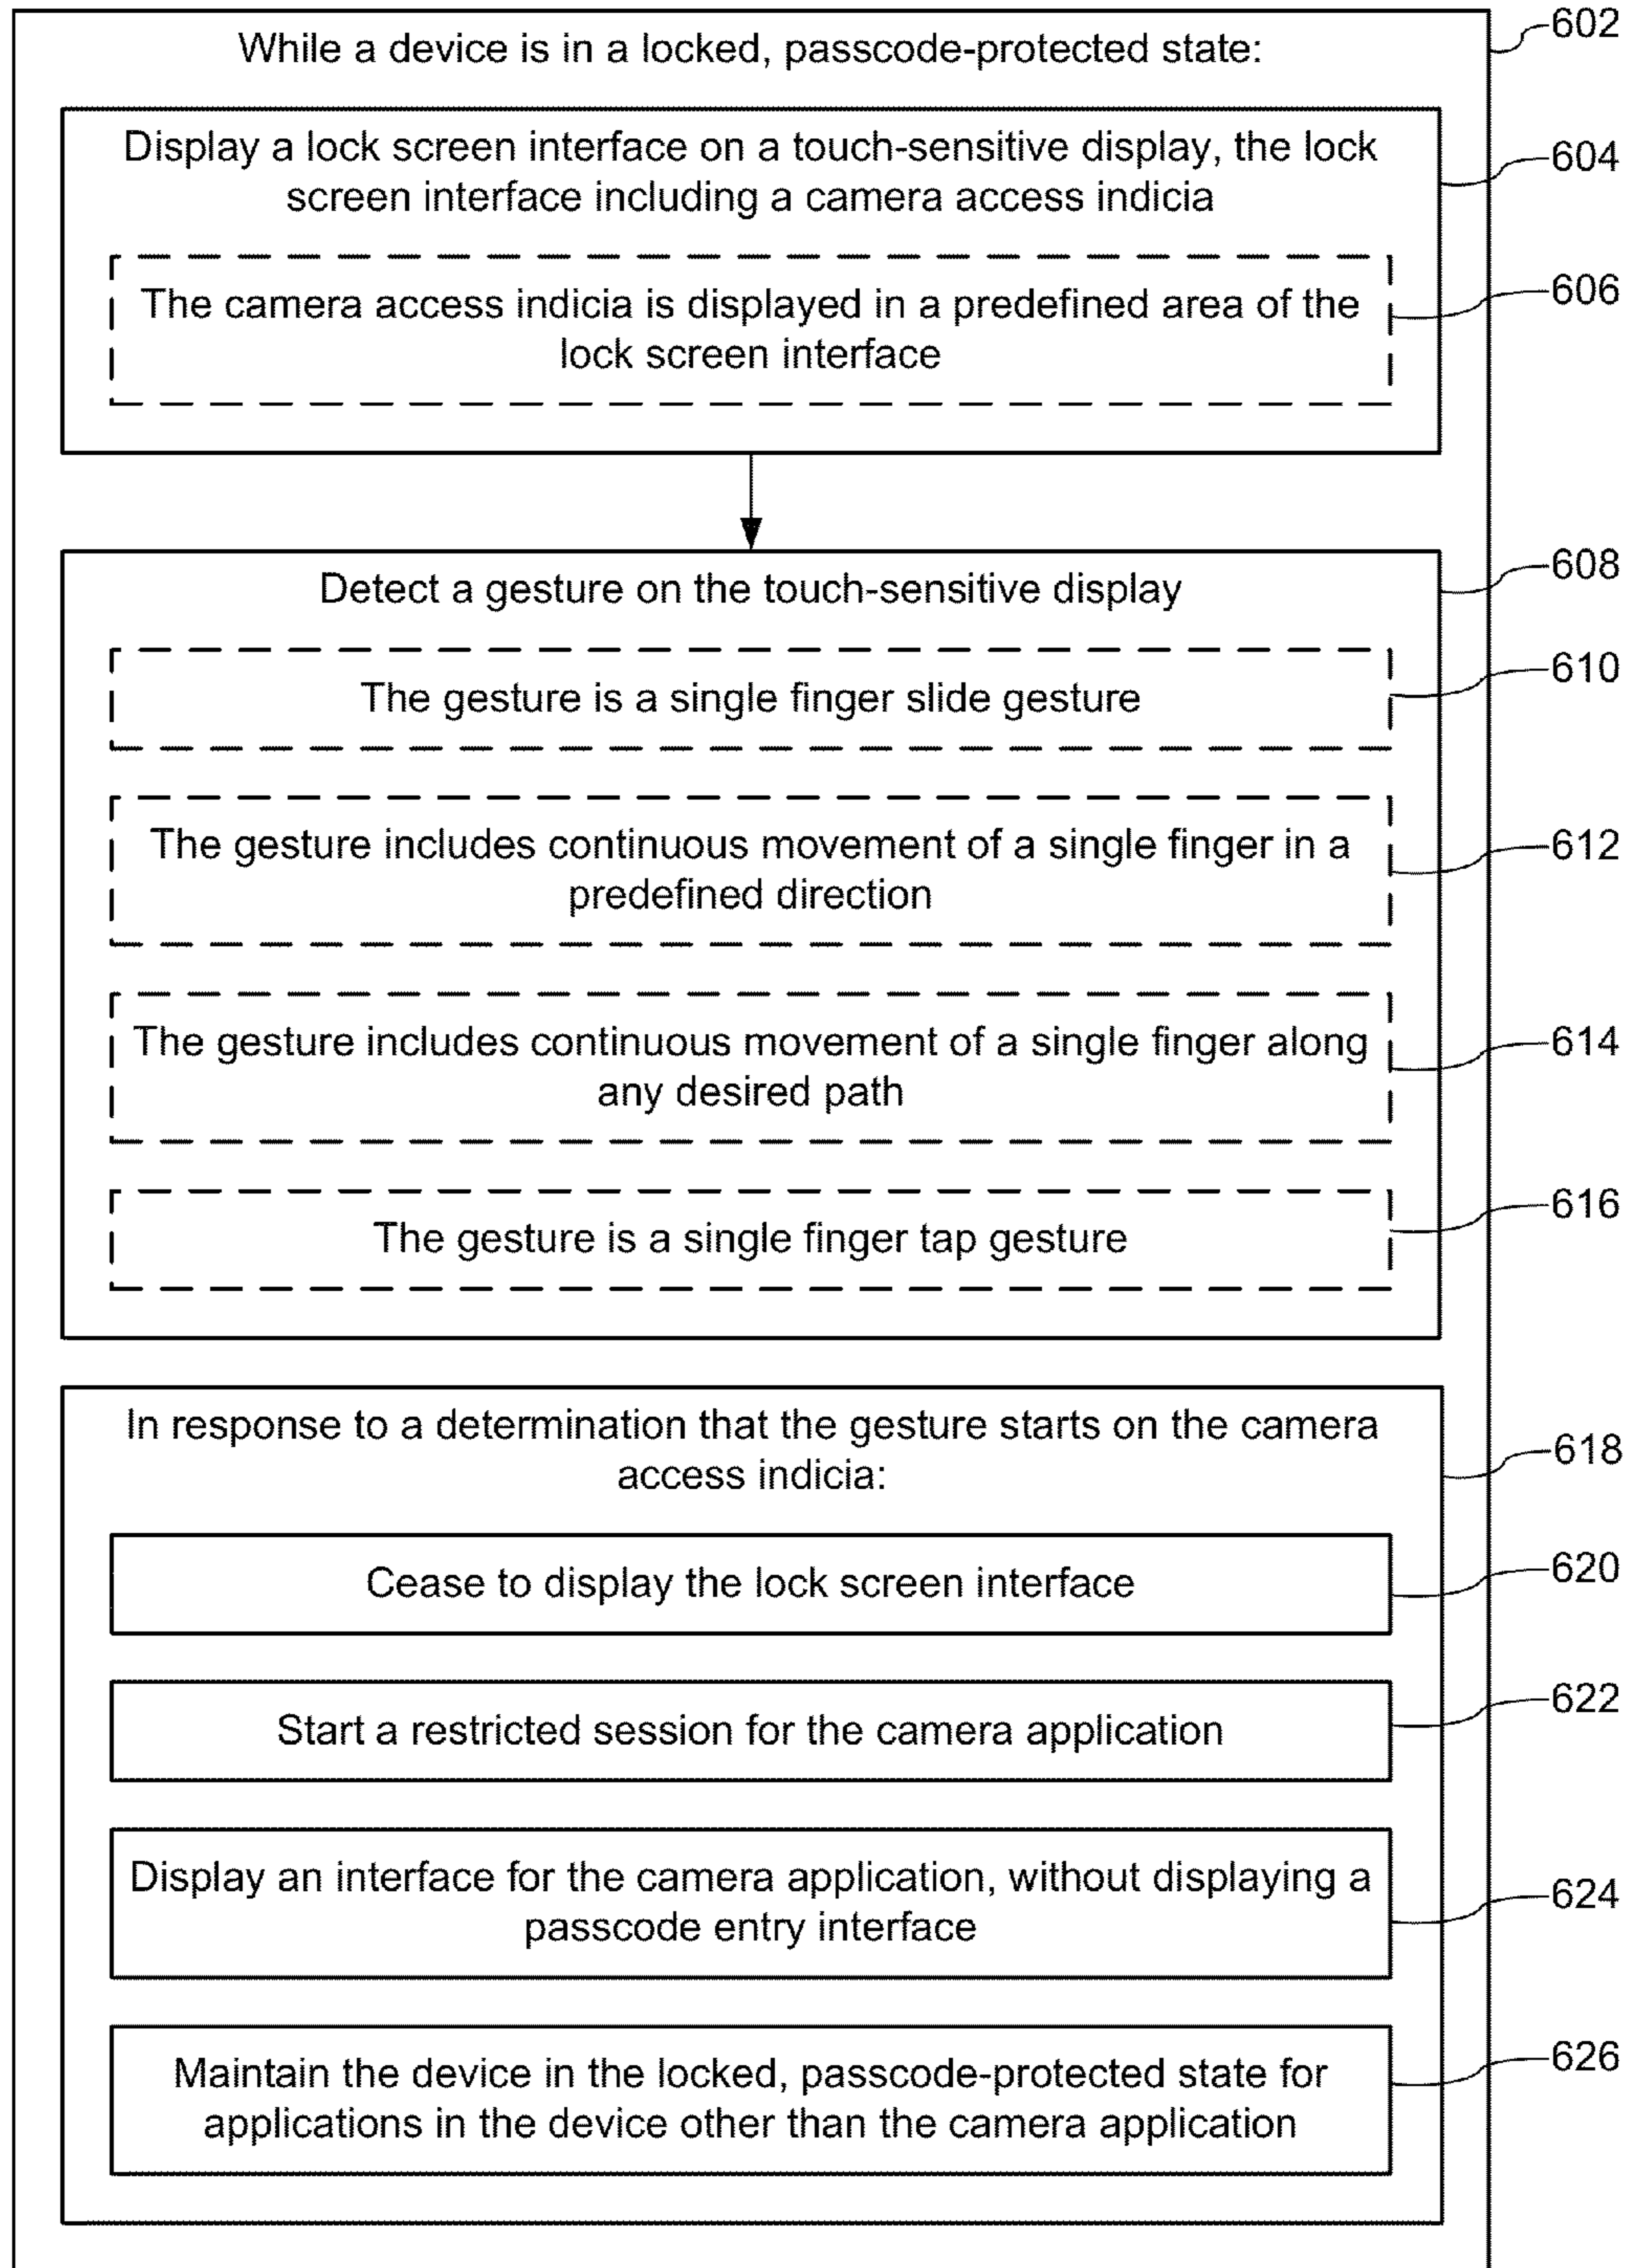 While a device is in a locked, passcode-protected state:
602
Display a lock screen interface on a touch-sensitive display, the lock
screen interface including a camera access indicia
604
The camera access indicia is displayed in a predefined area of the
lock screen interface
606
Detect a gesture on the touch-sensitive display
608
The gesture is a single finger slide gesture
610
The gesture includes continuous movement of a single finger in a
predefined direction
612
The gesture includes continuous movement of a single finger along
any desired path
614
The gesture is a single finger tap gesture
616
In response to a determination that the gesture starts on the camera
access indicia:
618
Cease to display the lock screen interface
620
Start a restricted session for the camera application
622
Display an interface for the camera application, without displaying a
passcode entry interface
624
Maintain the device in the locked, passcode-protected state for
applications in the device other than the camera application
626